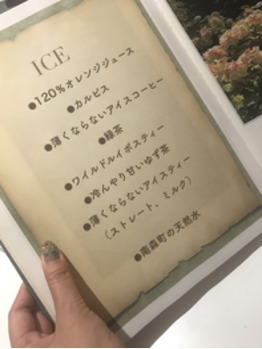 ICE
●120%オレンジジュース
●カルピス
●薄くならないアイスコーヒー
●緑茶
●ワイルドルイボスティー
●冷んやり甘いゆず茶
●薄くならないアイスティー
(ストレート、ミルク)
●南森町の天然水